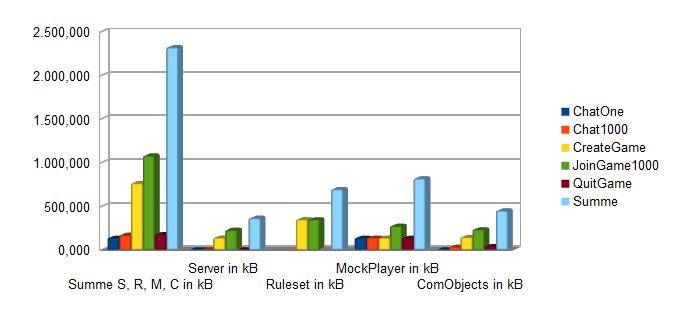 2.500,000
2.000,000
1.500,000
1.000,000
500,000
0,000
Server in kB
MockPlayer in kB
Summe S, R, M, C in kB
Ruleset in kB
ComObjects in kB
ChatOne
Chat1000
CreateGame
JoinGame1000
QuitGame
Summe